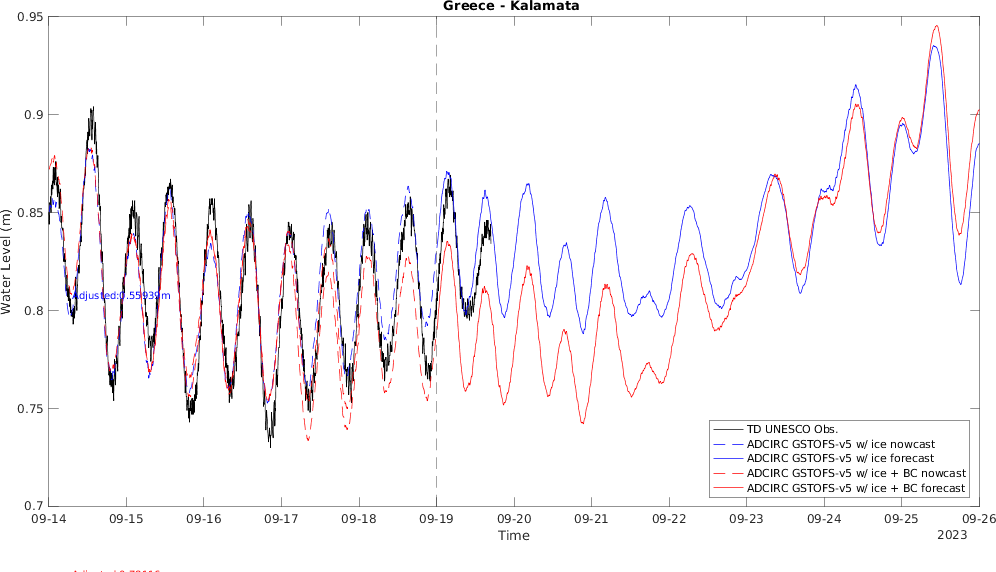 Greece - Kalamata
0.95
0.9
0.85
0.8
0.75
0.7
Water Level (m)
Adjusted:0.55939m
TD UNESCO Obs.
ADCIRC GSTOFS-v5 w/ ice nowcast
ADCIRC GSTOFS-v5 w/ ice forecast
ADCIRC GSTOFS-v5 w/ ice + BC nowcast
ADCIRC GSTOFS-v5 w/ ice + BC forecast
09-14 09-15 09-16 09-17 09-18 09-19 09-20 09-21 09-22 09-23 09-24 09-25 09-26
Time
2023